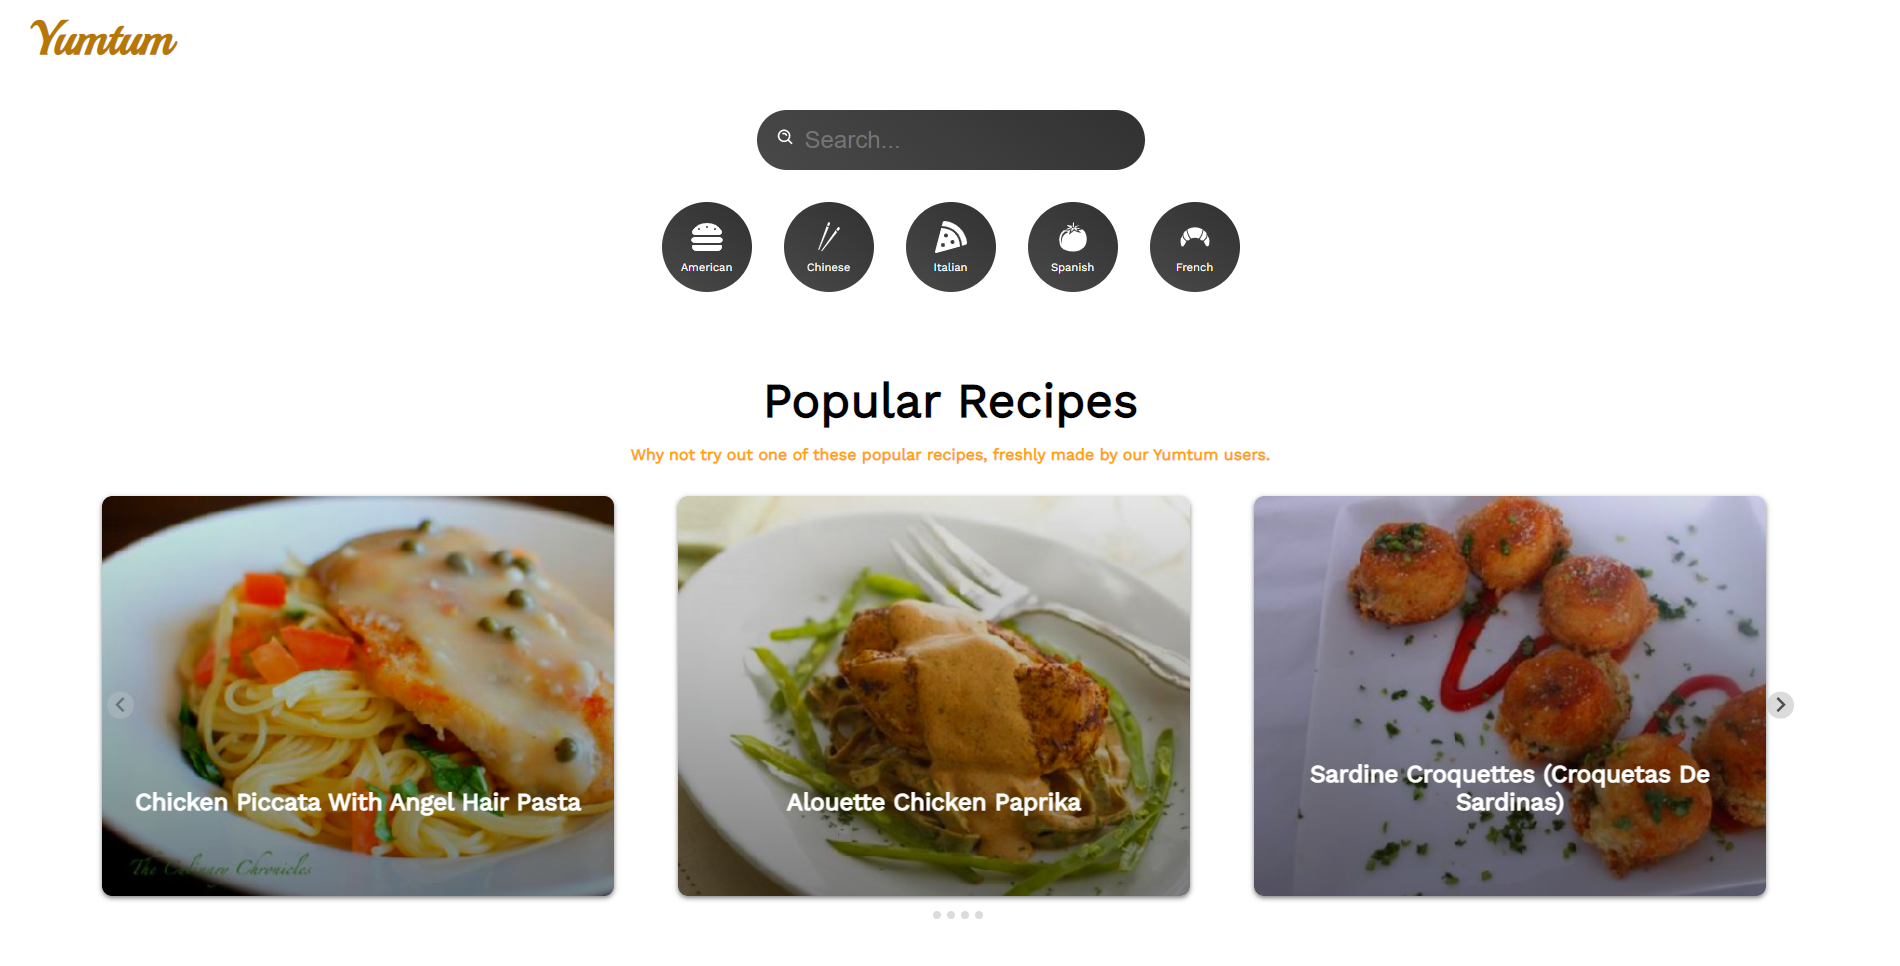 Yumtum
Search...
American
Chinese
Italian
Spanish
French
Popular Recipes
Why not try out one of these popular recipes, freshly made by our Yumtum users.
Chicken Piccata With Angel Hair Pasta
The Culinary Chronicles
Alouette Chicken Paprika
Sardine Croquettes (Croquetas De
Sardinas)